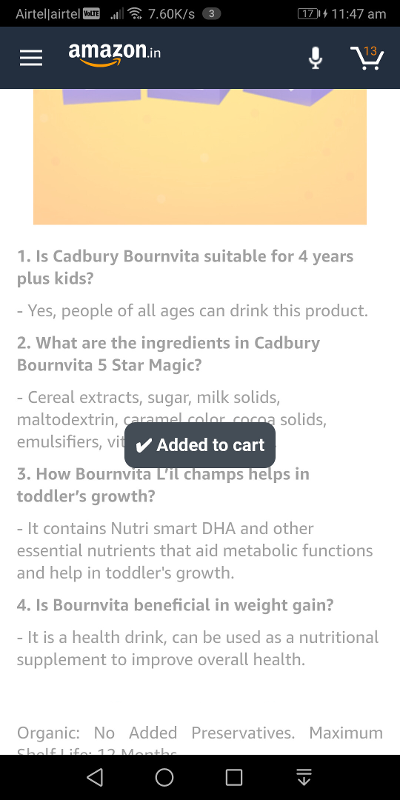 Airtel|airtel VoLTE 7.60K/s 3 17 11:47 am
amazon.in 13
1. Is Cadbury Bournvita suitable for 4 years
plus kids?
- Yes, people of all ages can drink this product.
2. What are the ingredients in Cadbury
Bournvita 5 Star Magic?
- Cereal extracts, sugar, milk solids,
maltodextrin, caramel color, cocoa solids,
emulsifiers,
✔ Added to cart
3. How Bournvita L'il champs helps in
toddler's growth?
- It contains Nutri smart DHA and other
essential nutrients that aid metabolic functions
and help in toddler's growth.
4. Is Bournvita beneficial in weight gain?
- It is a health drink, can be used as a nutritional
supplement to improve overall health.
Organic: No Added Preservatives. Maximum
Shelf Life: 12 Months